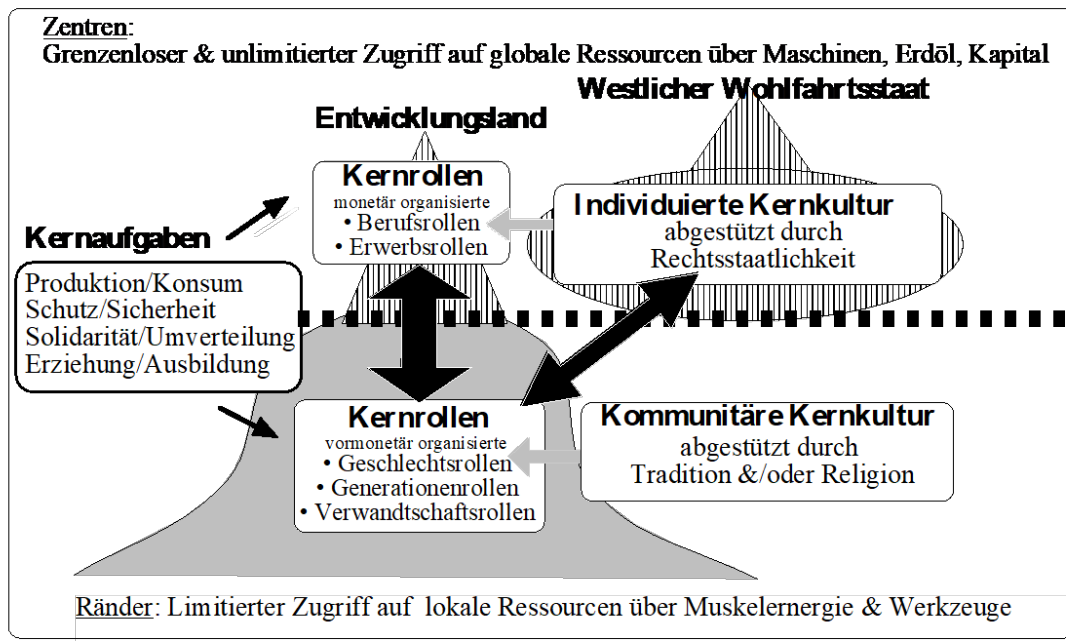 Zentren:
Grenzenloser & unlimitierter Zugriff auf globale Ressourcen über Maschinen, Erdöl, Kapital
Westlicher Wohlfahrtsstaat
Entwicklungsland
Kernrollen
monetär organisierte
• Berufsrollen
• Erwerbsrollen
Individuierte Kernkultur
abgestützt durch
Rechtsstaatlichkeit
Kernaufgaben
Produktion/Konsum
Schutz/Sicherheit
Solidarität/Umverteilung
Erziehung/Ausbildung
Kernrollen
vormonetär organisierte
• Geschlechtsrollen
• Generationenrollen
• Verwandtschaftsrollen
Kommunitäre Kernkultur
abgestützt durch
Tradition &/oder Religion
Ränder: Limitierter Zugriff auf lokale Ressourcen über Muskelernergie & Werkzeuge